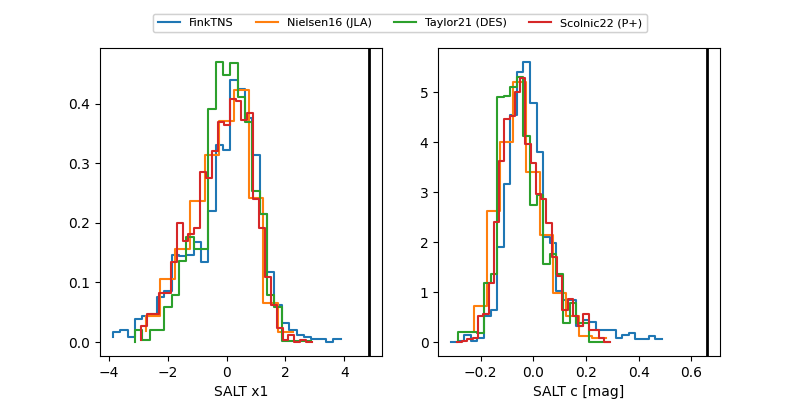 FinkTNS Nielsen16 (JLA) Taylor21 (DES) Scolnic22 (P+)
0.4
0.3
0.2
0.1
0.0
−4 −2 0 2 4
SALT x1
5
4
3
2
1
0
−0.2 0.0 0.2 0.4 0.6
SALT c [mag]